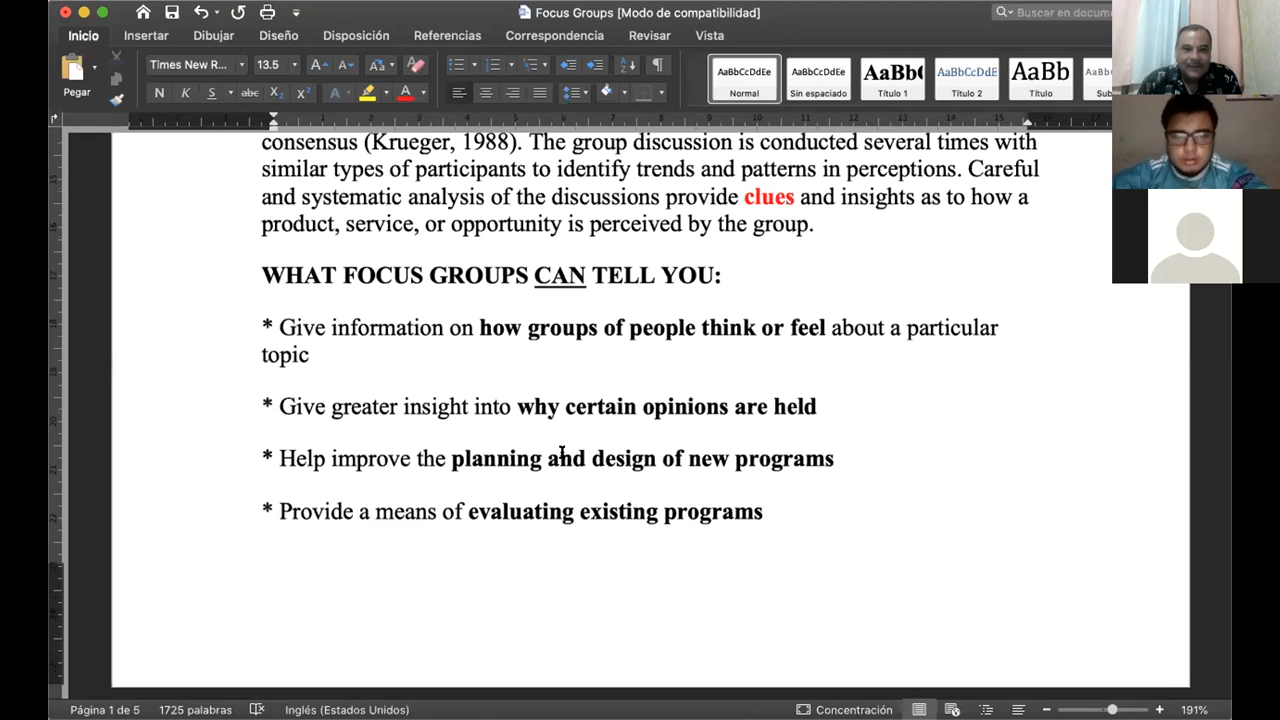 Focus Groups [Modo de compatibilidad]
Buscar en docume
Inicio Insertar Dibujar Diseño Disposición Referencias Correspondencia Revisar Vista
Pegar
Times New R... 13.5
N K S abc X₂ X²
AaBbCcDdEe AaBbCcDdEe AaBb( AaBbCcDdE AaBb AaBbCcDd
Normal Sin espaciado Título 1 Título 2 Título Sub
consensus (Krueger, 1988). The group discussion is conducted several times with
similar types of participants to identify trends and patterns in perceptions. Careful
and systematic analysis of the discussions provide clues and insights as to how a
product, service, or opportunity is perceived by the group.
WHAT FOCUS GROUPS CAN TELL YOU:
* Give information on how groups of people think or feel about a particular
topic
* Give greater insight into why certain opinions are held
* Help improve the planning and design of new programs
* Provide a means of evaluating existing programs
Página 1 de 5 1725 palabras Inglés (Estados Unidos) Concentración 191%